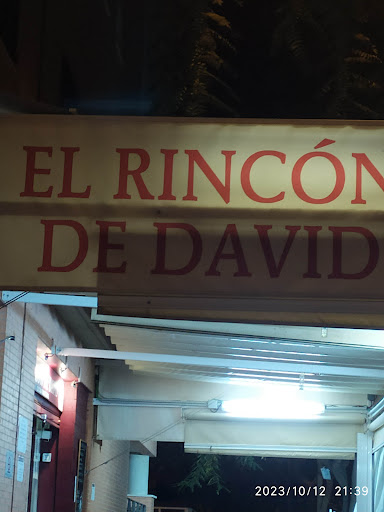 EL RINCÓN
DE DAVID
2023/10/12 21:39